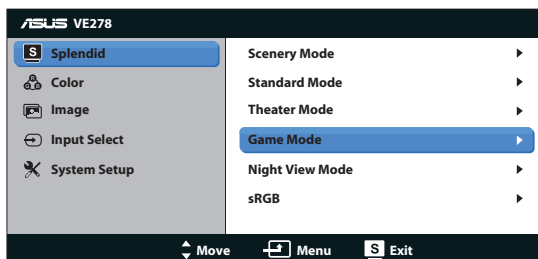 ASUS VE278
S Splendid
Color
Image
Input Select
System Setup
Scenery Mode
Standard Mode
Theater Mode
Game Mode
Night View Mode
sRGB
Move Menu S Exit